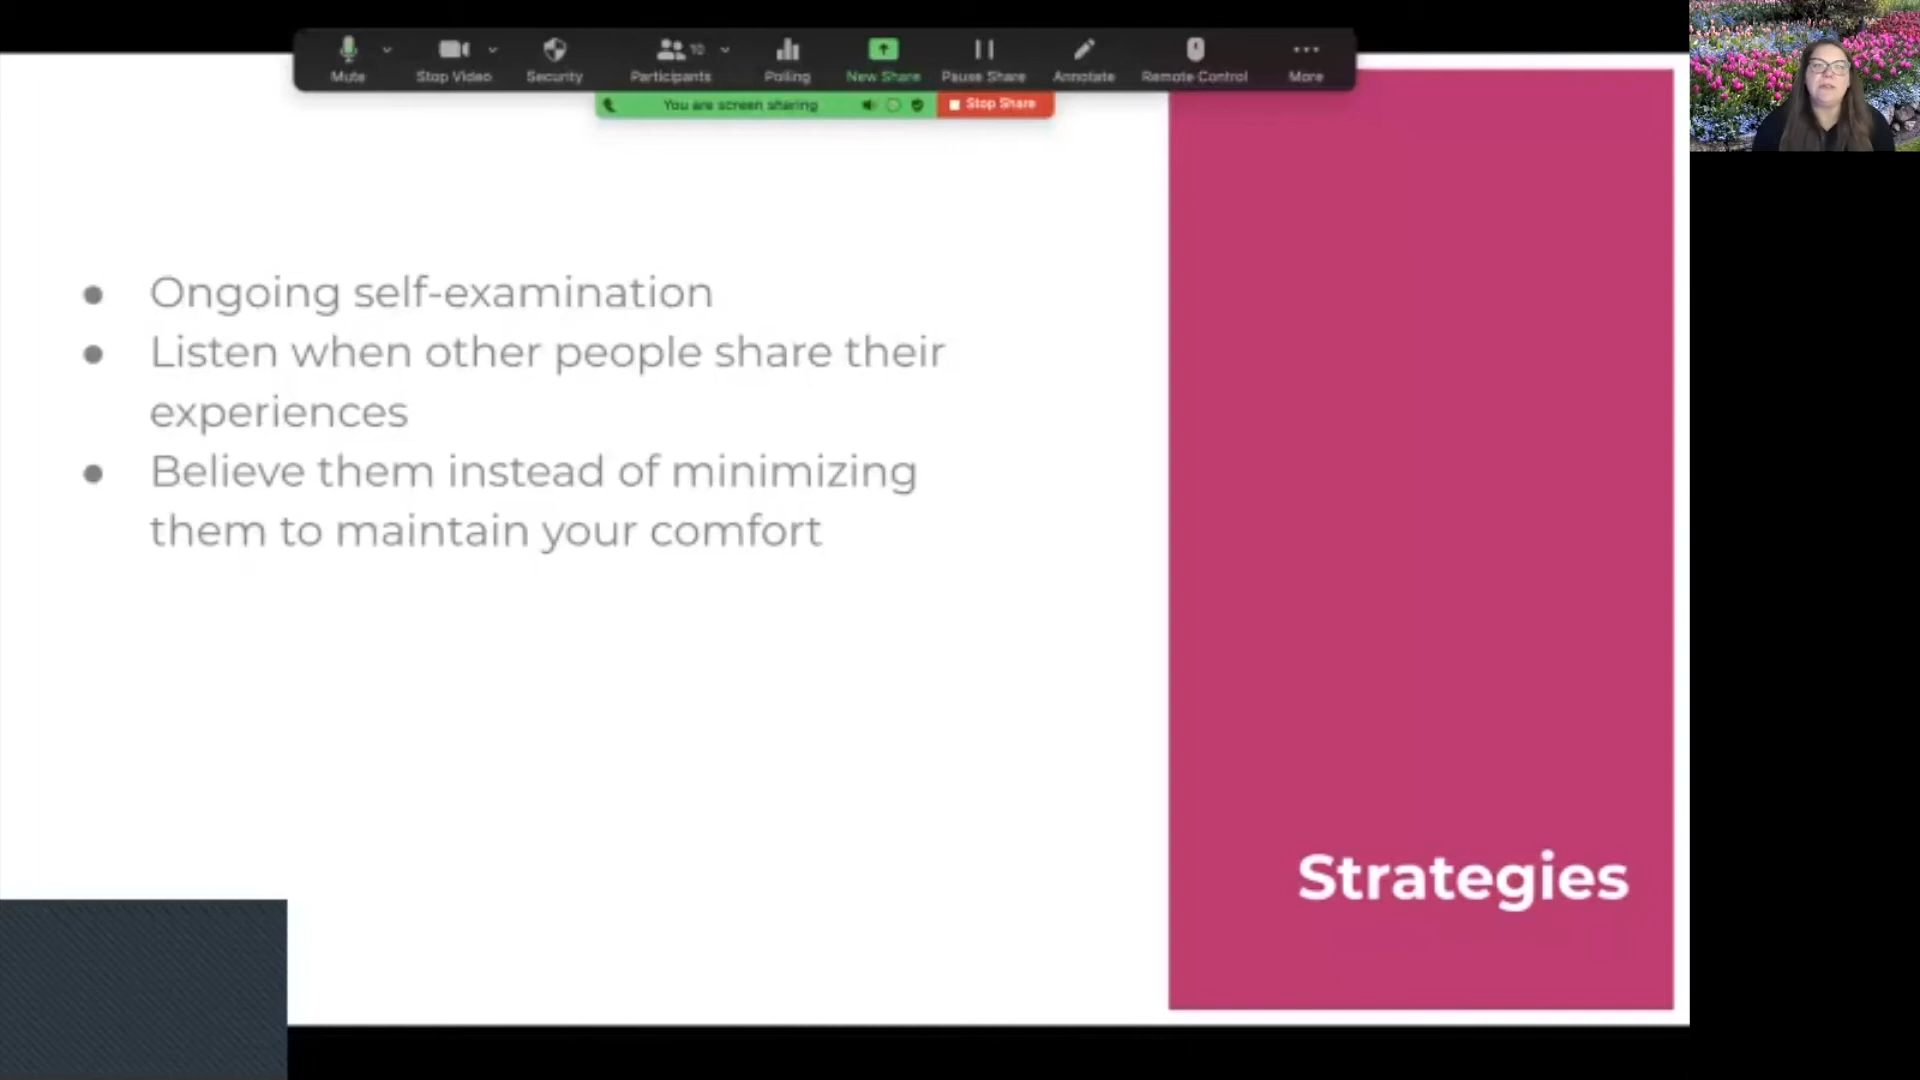 Mute
Stop Video
Security
Participants
10
Polling
New Share
Pause Share
Annotate
Remote Control
More
You are screen sharing
Stop Share
● Ongoing self-examination
● Listen when other people share their
experiences
● Believe them instead of minimizing
them to maintain your comfort
Strategies